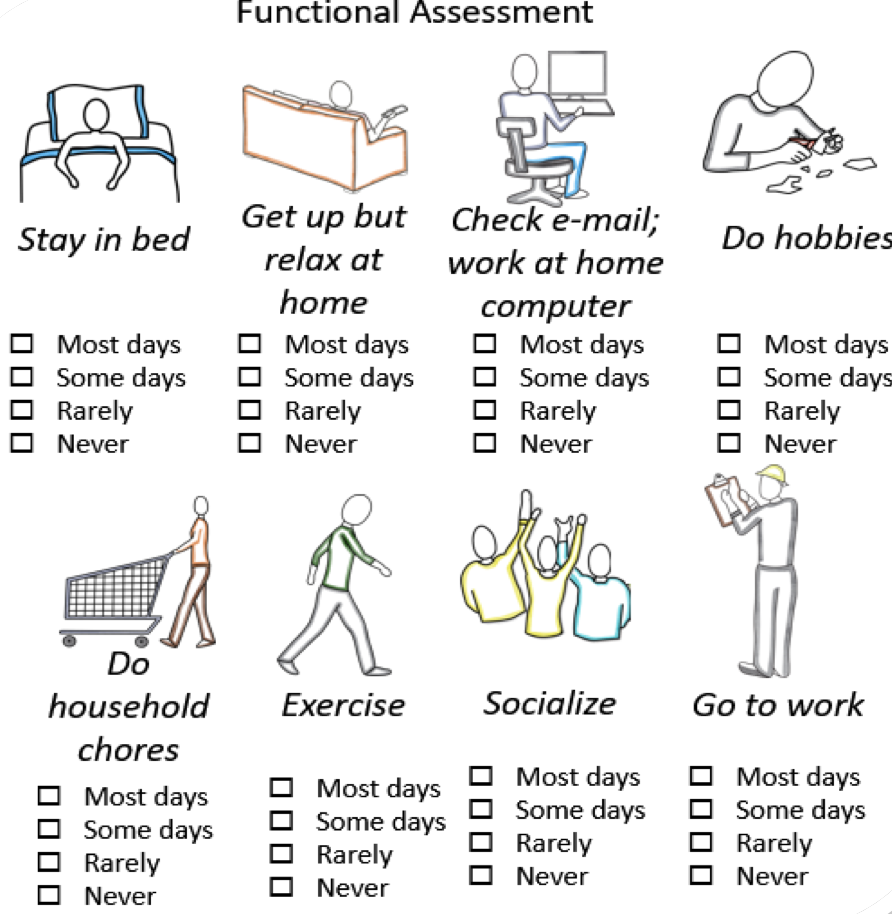 Functional Assessment
Stay in bed
Most days
Some days
Rarely
Never
Get up but
relax at
home
Most days
Some days
Rarely
Never
Check e-mail;
work at home
computer
Most days
Some days
Rarely
Never
Do hobbies
Most days
Some days
Rarely
Never
Do
household
chores
Most days
Some days
Rarely
Never
Exercise
Most days
Some days
Rarely
Never
Socialize
Most days
Some days
Rarely
Never
Go to work
Most days
Some days
Rarely
Never